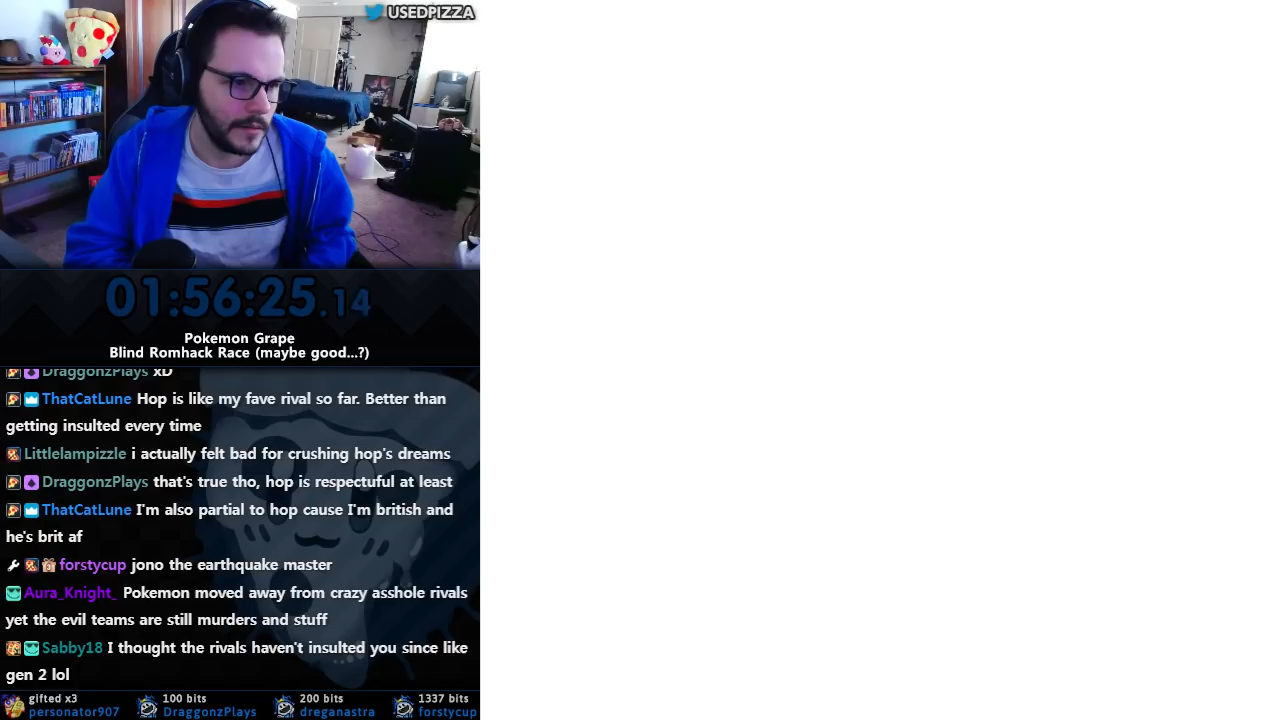 USEDPIZZA
01:56:25.14
Pokemon Grape
Blind Romhack Race (maybe good...?)
DraggonzPlays xD
ThatCatLune Hop is like my fave rival so far. Better than
getting insulted every time
Littlelampizzle i actually felt bad for crushing hop's dreams
DraggonzPlays that's true tho, hop is respectuful at least
ThatCatLune I'm also partial to hop cause I'm british and
he's brit af
forstycup jono the earthquake master
Aura_Knight_ Pokemon moved away from crazy asshole rivals
yet the evil teams are still murders and stuff
Sabby18 I thought the rivals haven't insulted you since like
gen 2 lol
gifted x3 100 bits 200 bits 1337 bits
personator907 DraggonzPlays dreganastra forstycup